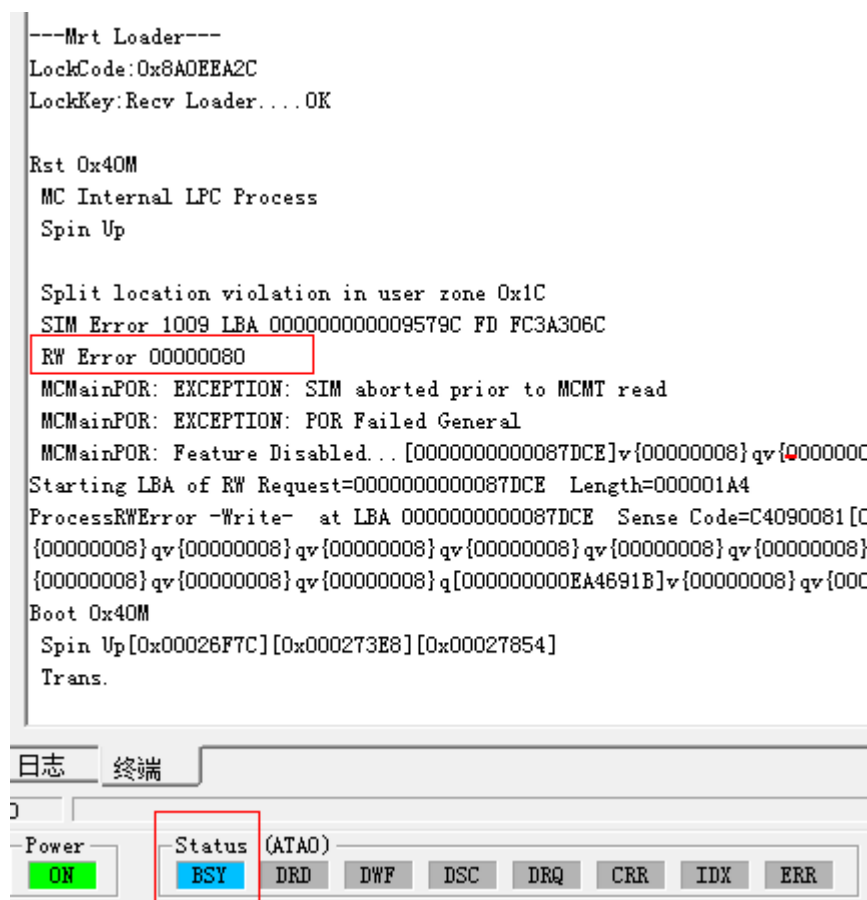 ---Mrt Loader---
LockCode:0x8A0EEA2C
LockKey:Recv Loader....OK
Rst 0x40M
MC Internal LPC Process
Spin Up
Split location violation in user zone 0x1C
SIM Error 1009 LBA 000000000009579C FD FC3A306C
RW Error 00000080
MCMainPOR: EXCEPTION: SIM aborted prior to MCMT read
MCMainPOR: EXCEPTION: POR Failed General
MCMainPOR: Feature Disabled...[0000000000087DCE]v{00000008}qv{0000000
Starting LBA of RW Request=0000000000087DCE Length=000001A4
ProcessRWError -Write- at LBA 0000000000087DCE Sense Code=C4090081[0
{00000008}qv{00000008}qv{00000008}qv{00000008}qv{00000008}qv{00000008}
{00000008}qv{00000008}qv{00000008}q[000000000EA4691B]v{00000008}qv{000
Boot 0x40M
Spin Up[0x00026F7C][0x000273E8][0x00027854]
Trans.
日志 终端
Power Status (ATA0)
ON BSY DRD DWF DSC DRQ CRR IDX ERR